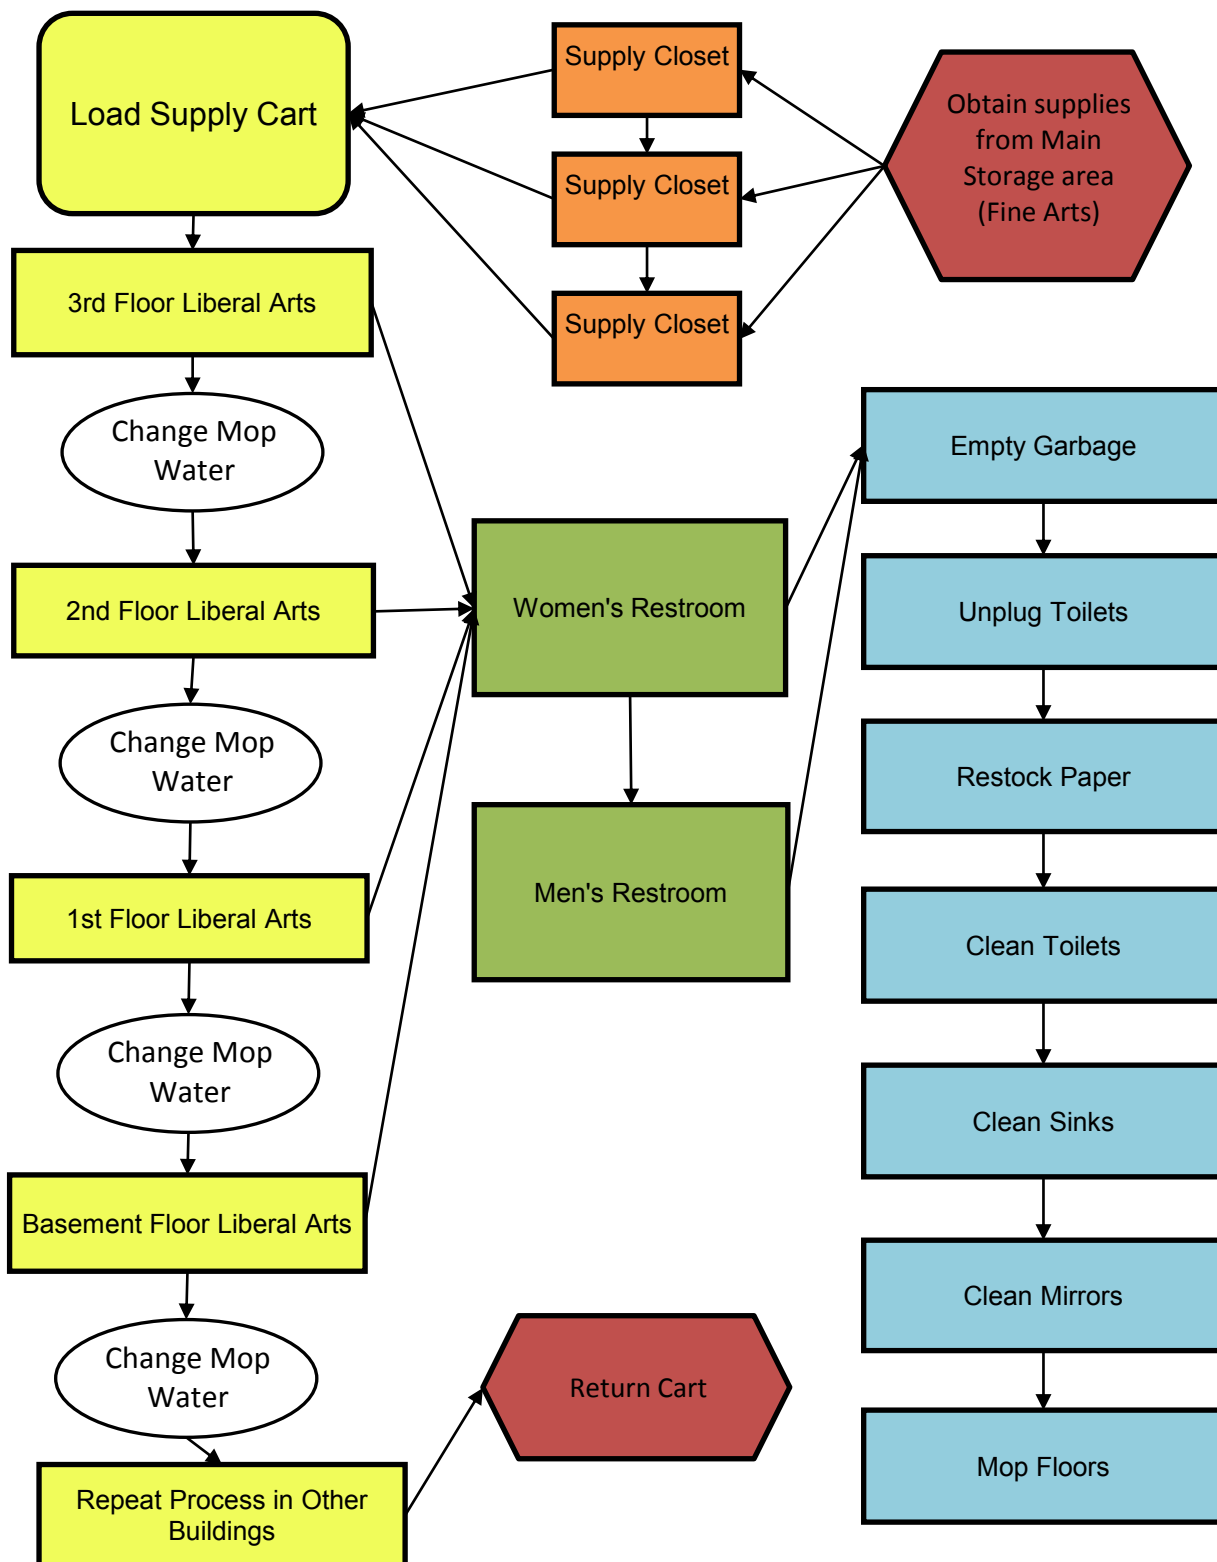 Load Supply Cart
Supply Closet
Supply Closet
Supply Closet
Obtain supplies
from Main
Storage area
(Fine Arts)
3rd Floor Liberal Arts
Change Mop
Water
2nd Floor Liberal Arts
Change Mop
Water
1st Floor Liberal Arts
Change Mop
Water
Basement Floor Liberal Arts
Change Mop
Water
Repeat Process in Other
Buildings
Return Cart
Women's Restroom
Men's Restroom
Empty Garbage
Unplug Toilets
Restock Paper
Clean Toilets
Clean Sinks
Clean Mirrors
Mop Floors